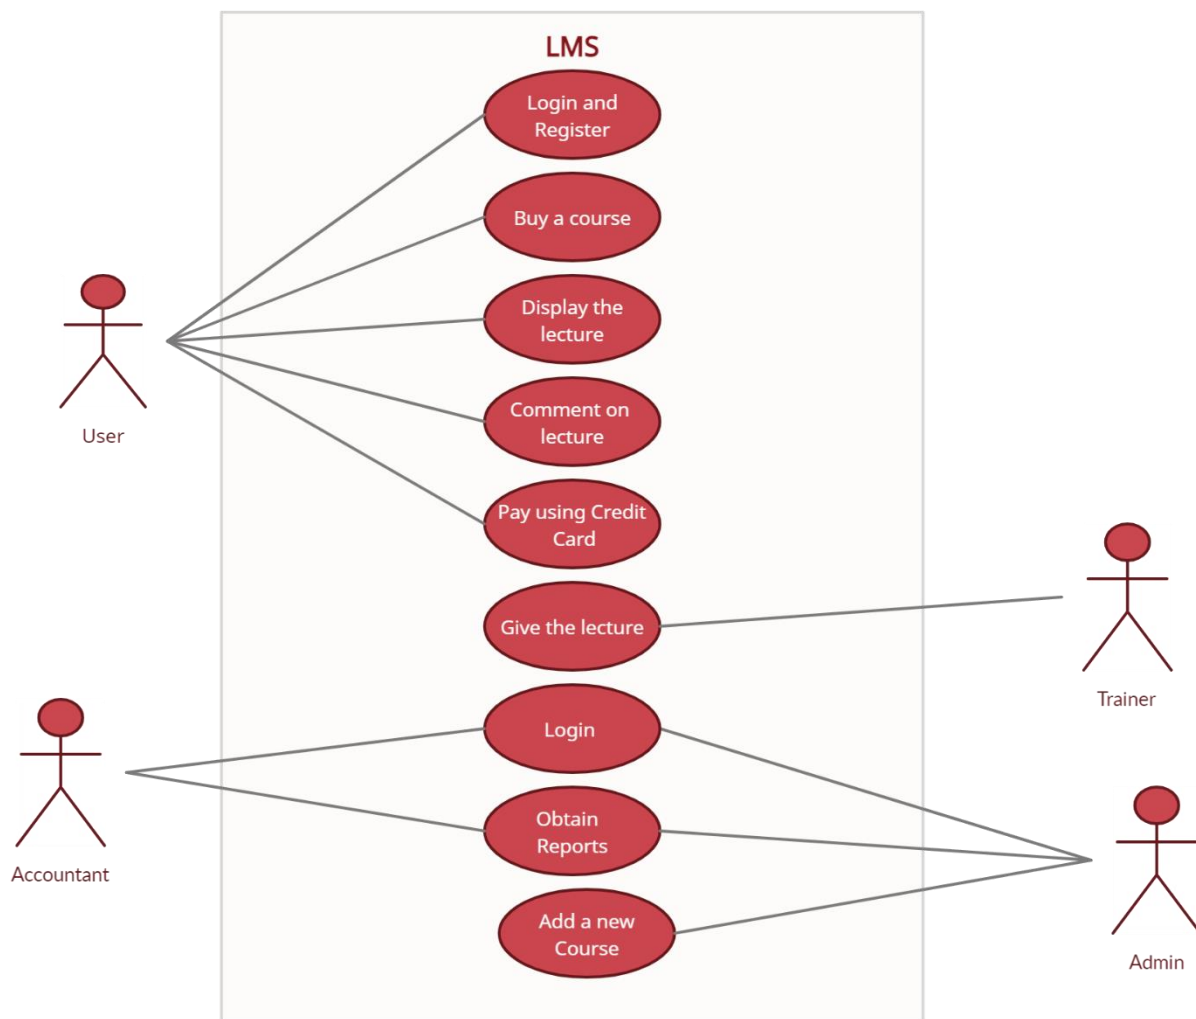 LMS
Login and
Register
Buy a course
Display the
lecture
Comment on
lecture
User
Pay using Credit
Card
Give the lecture
Trainer
Login
Obtain
Reports
Accountant
Add a new
Course
Admin